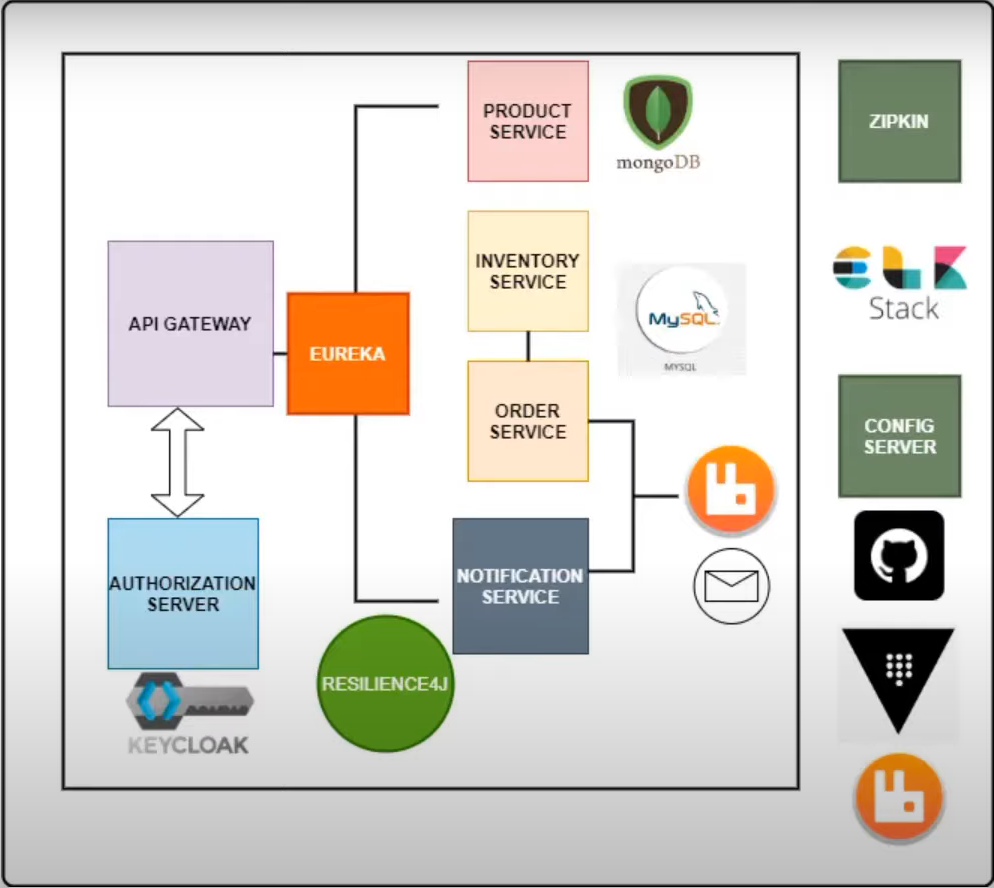 PRODUCT
SERVICE
mongoDB
ZIPKIN
INVENTORY
SERVICE
MySQL
MYSQL
ELK
Stack
API GATEWAY
EUREKA
ORDER
SERVICE
CONFIG
SERVER
AUTHORIZATION
SERVER
NOTIFICATION
SERVICE
RESILIENCE4J
KEYCLOAK